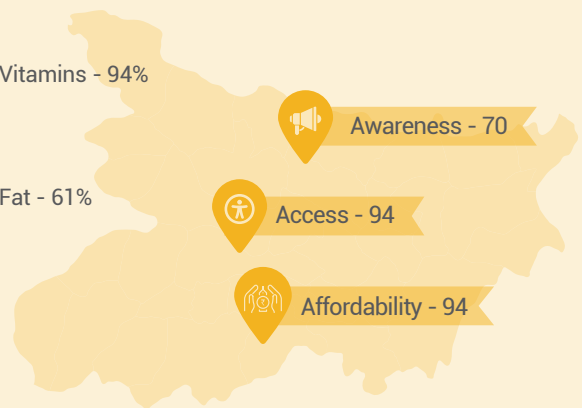 Vitamins - 94%
Awareness - 70
Fat - 61%
Access - 94
Affordability - 94